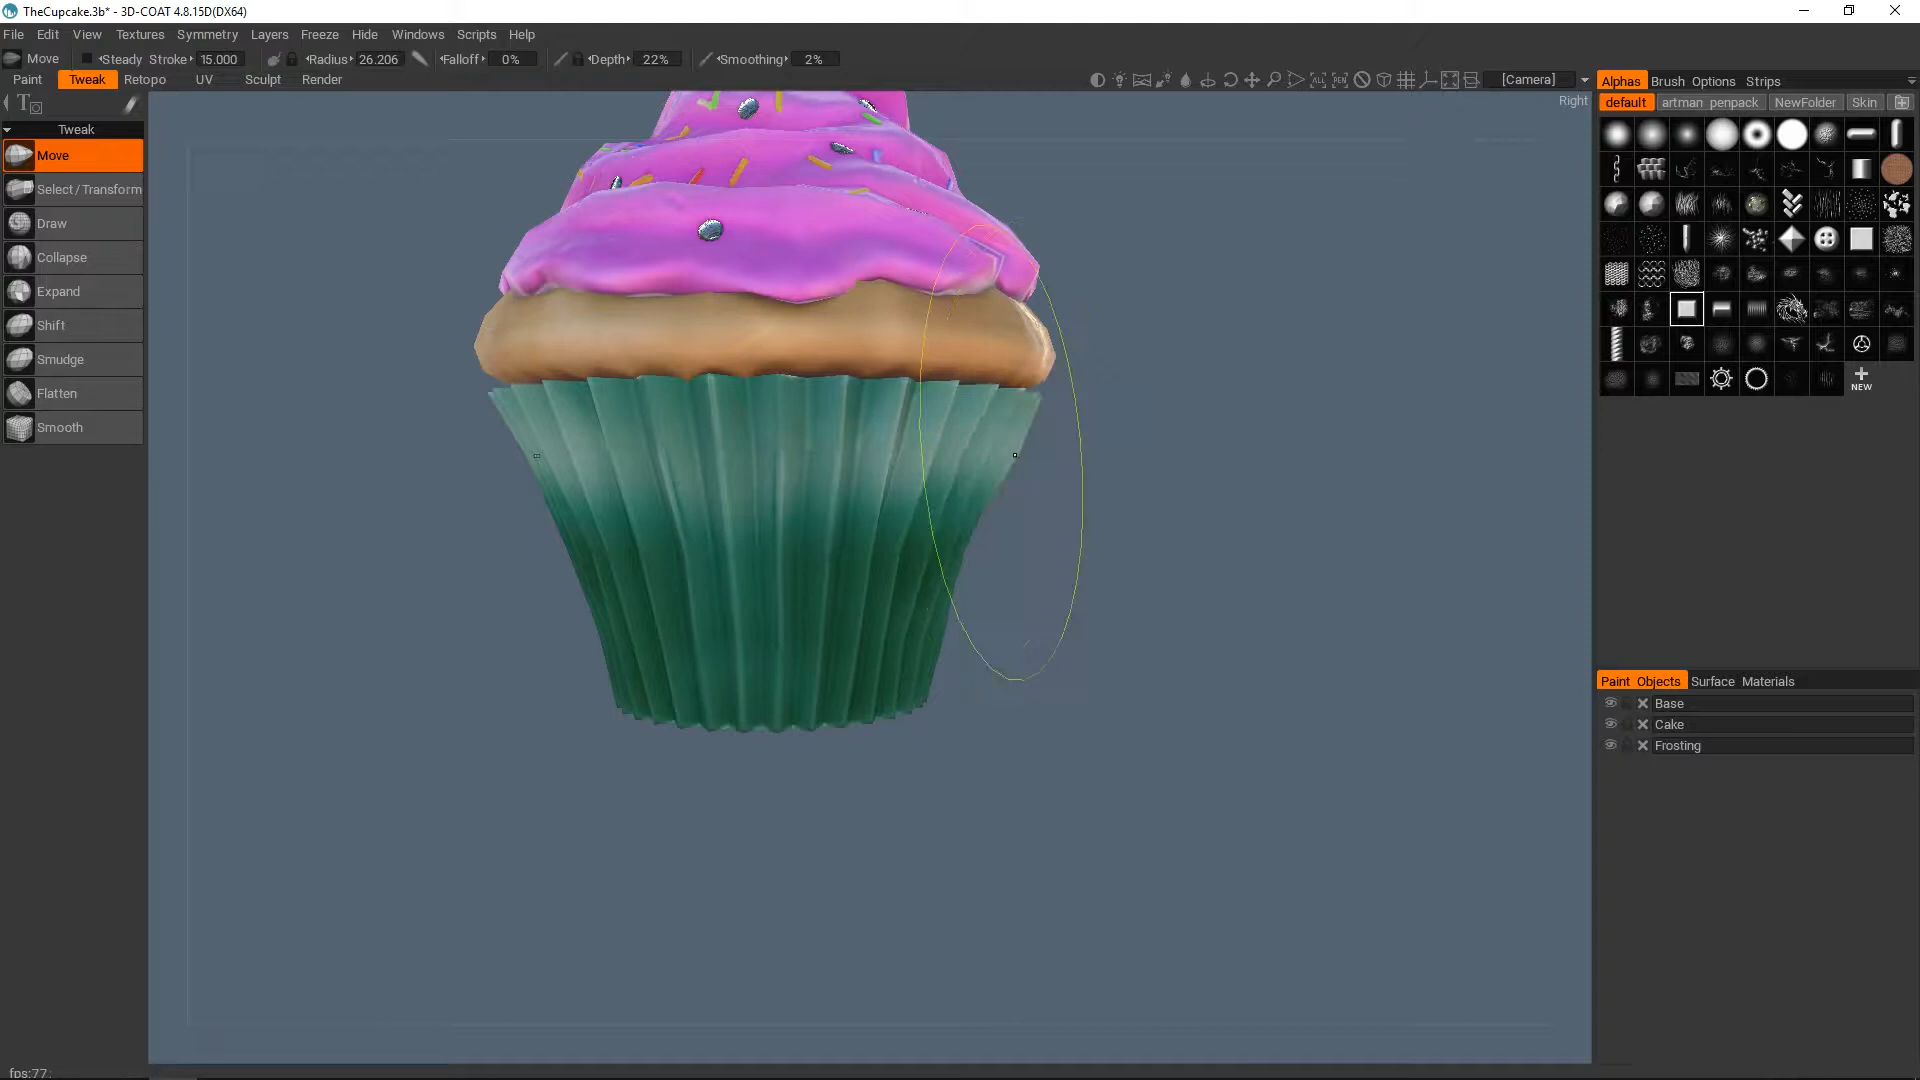 TheCupcake.3b* - 3D-COAT 4.8.15D(DX64)
File Edit View Textures Symmetry Layers Freeze Hide Windows Scripts Help
Move Steady Stroke 15.000 Radius 26.206 Falloff 0% Depth 22% Smoothing 2%
Paint Tweak Retopo UV Sculpt Render [Camera] Alphas Brush Options Strips
Right
default artman penpack NewFolder Skin
Tweak
Move
Select/Transform
Draw
Collapse
Expand
Shift
Smudge
Flatten
Smooth
NEW
Paint Objects Surface Materials
Base
Cake
Frosting
fps:77;